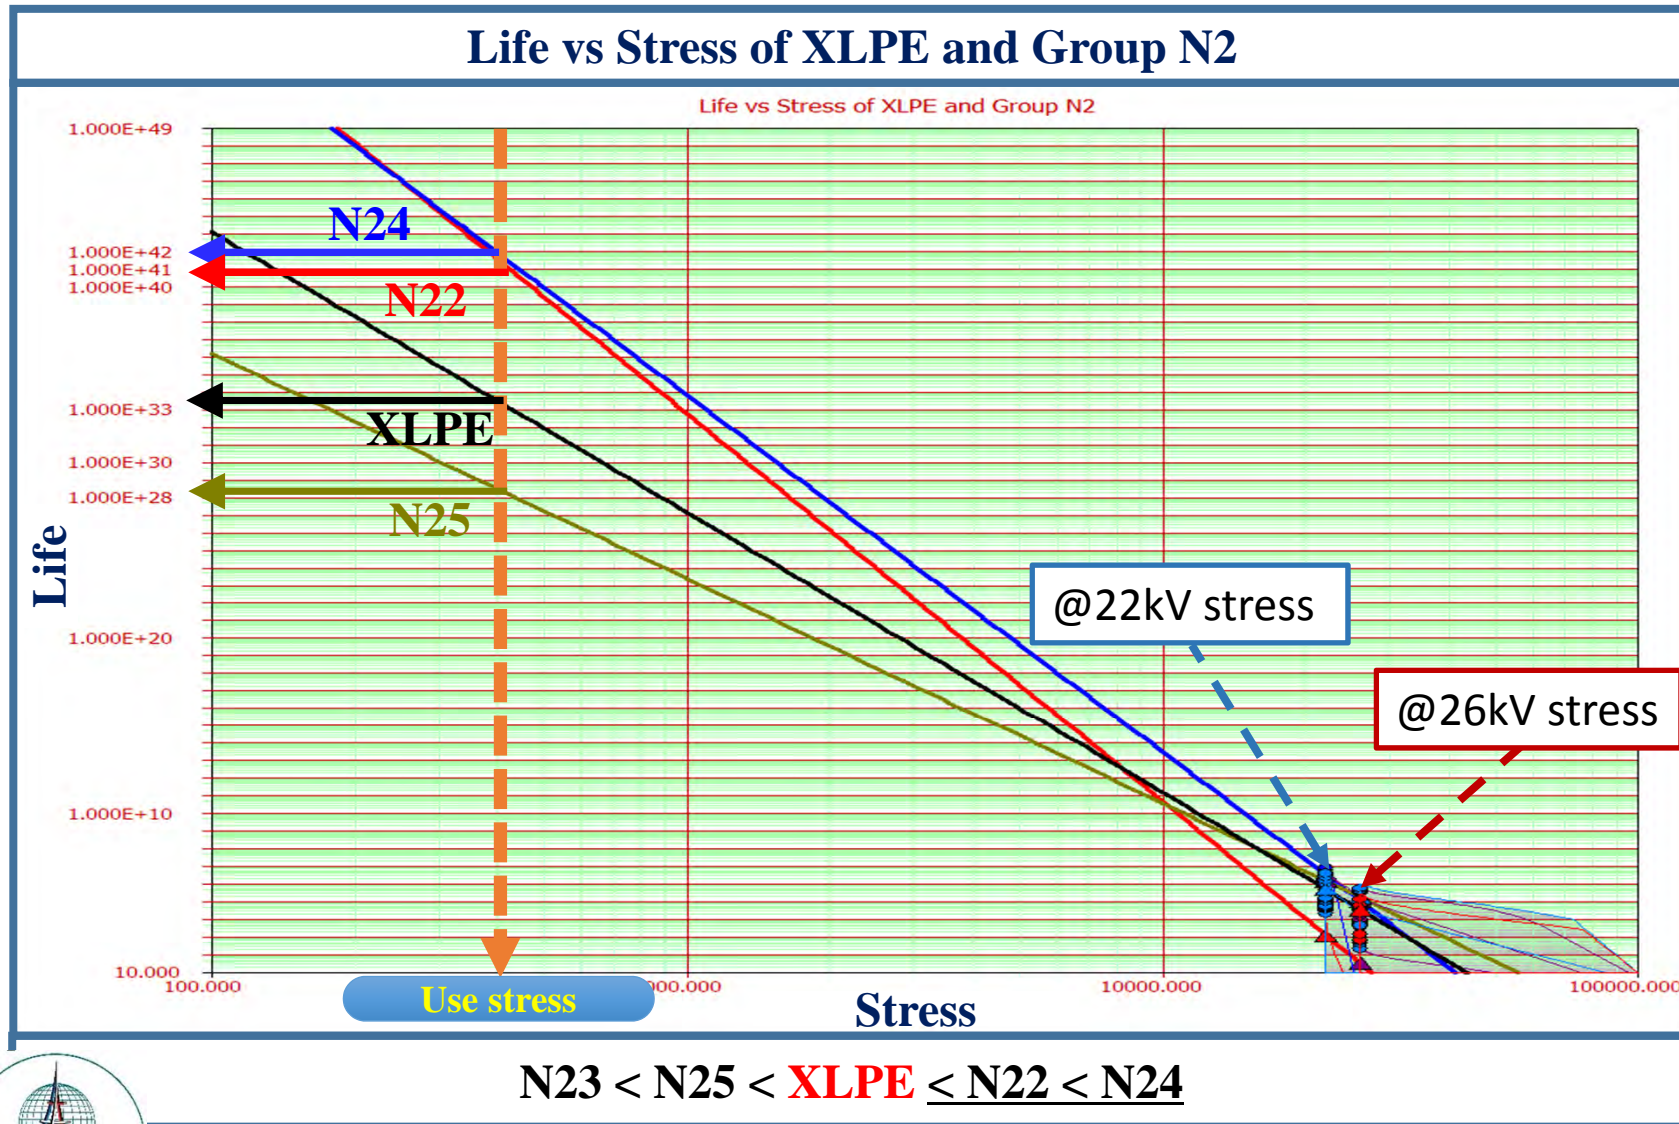 Life vs Stress of XLPE and Group N2
Life vs Stress of XLPE and Group N2
1.000E+49
N24
1.000E+42
1.000E+41
1.000E+40
N22
1.000E+33
XLPE
1.000E+30
1.000E+28
N25
Life
@22kV stress
1.000E+20
@26kV stress
1.000E+10
10.000
100.000
Use stress
000.000
Stress
10000.000
100000.000
N23 < N25 < XLPE < N22 < N24